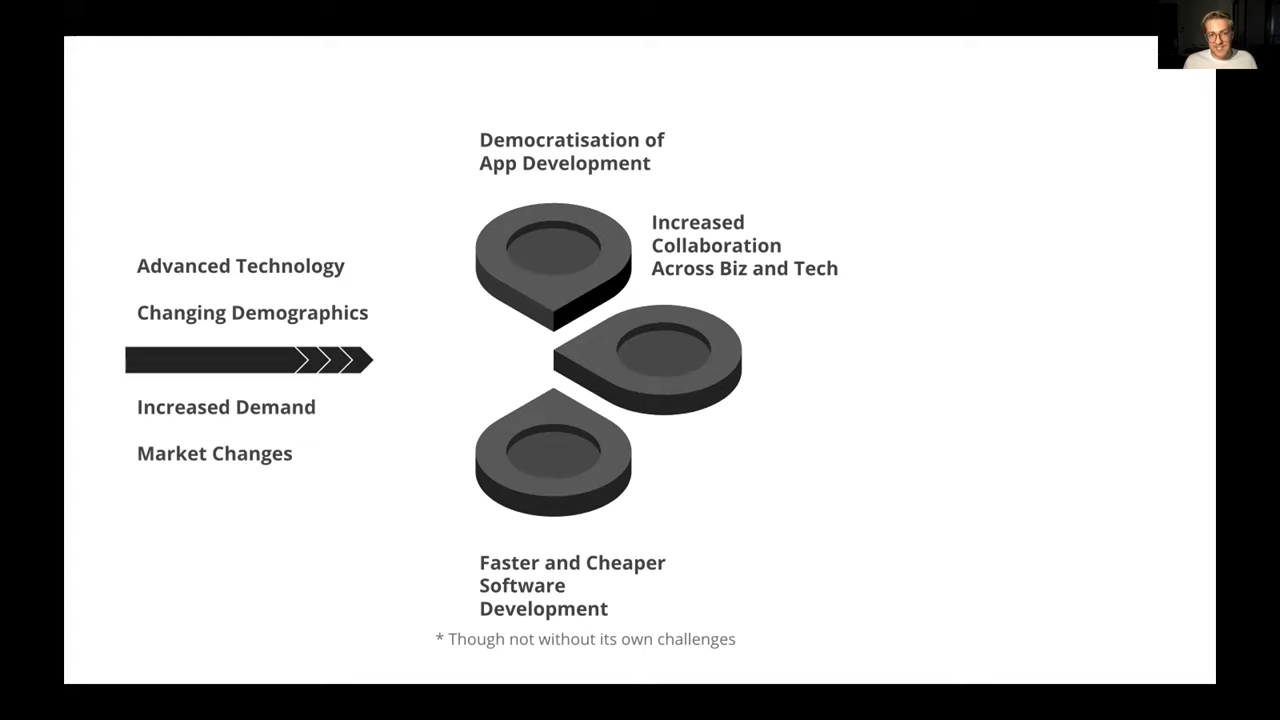 Democratisation of
App Development
Increased
Collaboration
Across Biz and Tech
Advanced Technology
Changing Demographics
Increased Demand
Market Changes
Faster and Cheaper
Software
Development
* Though not without its own challenges